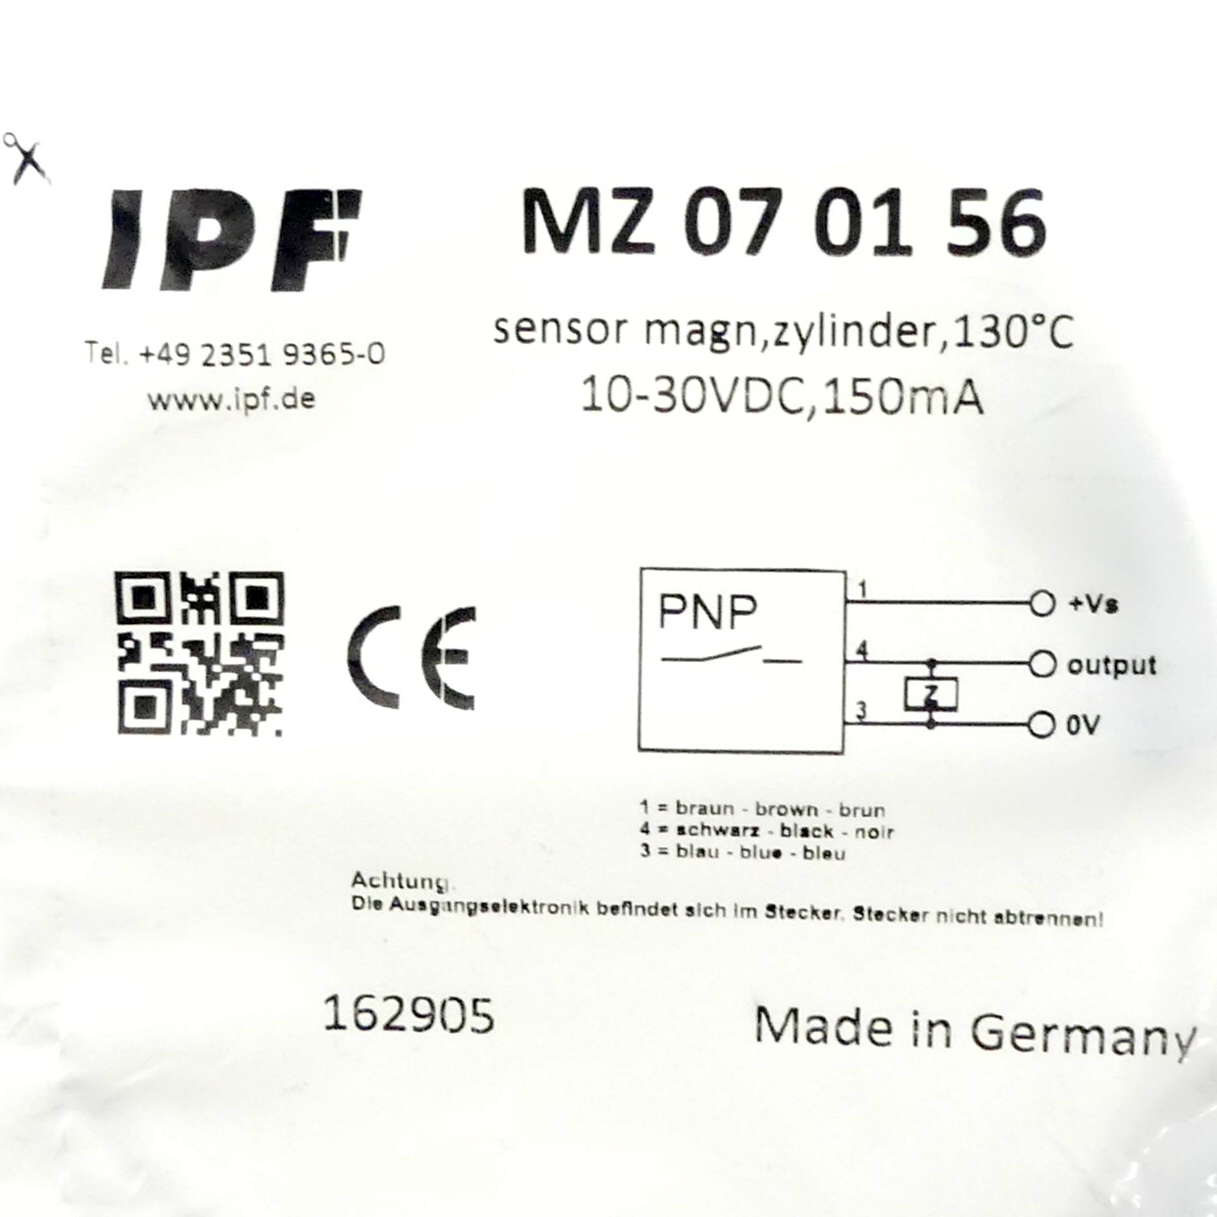 IPF
MZ 07 01 56
sensor magn,zylinder,130°C
10-30VDC,150mA
Tel. +49 2351 9365-0
www.ipf.de
CE
PNP
1
+Vs
4
output
Z
3
0V
1 = braun - brown - brun
4 = schwarz - black - noir
3 = blau - blue - bleu
Achtung.
Die Ausgangselektronik befindet sich im Stecker. Stecker nicht abtrennen!
162905
Made in Germany